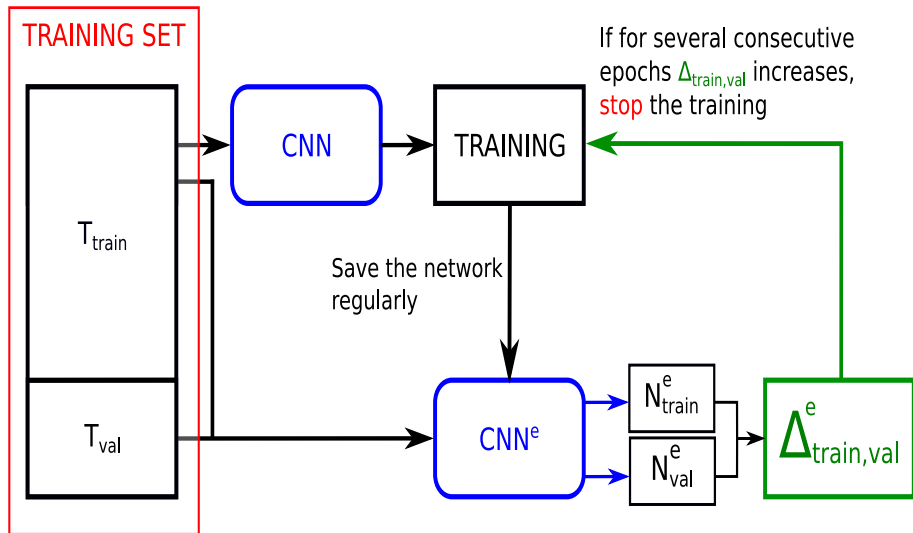 TRAINING SET
If for several consecutive
epochs Δtrain,val increases,
stop the training
CNN
TRAINING
Ttrain
Save the network
regularly
Tval
CNNe
Netrain
Neval
Δetrain,val